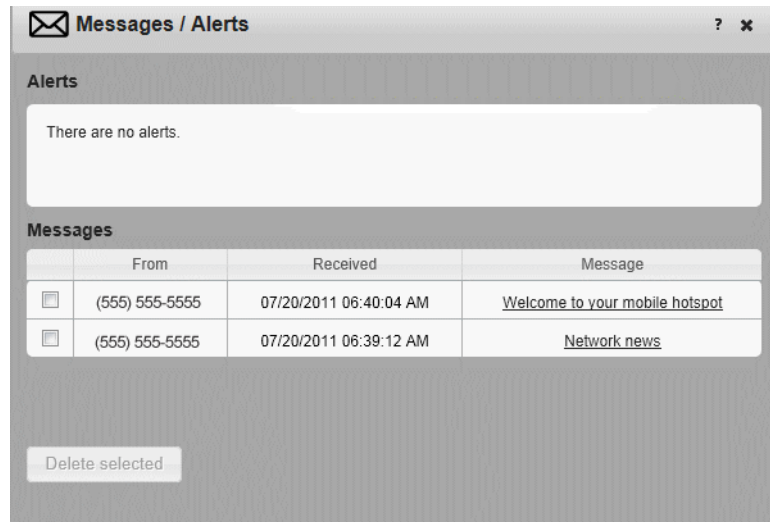 Messages / Alerts ? ✖
Alerts
There are no alerts.
Messages
From Received Message
(555) 555-5555 07/20/2011 06:40:04 AM Welcome to your mobile hotspot
(555) 555-5555 07/20/2011 06:39:12 AM Network news
Delete selected